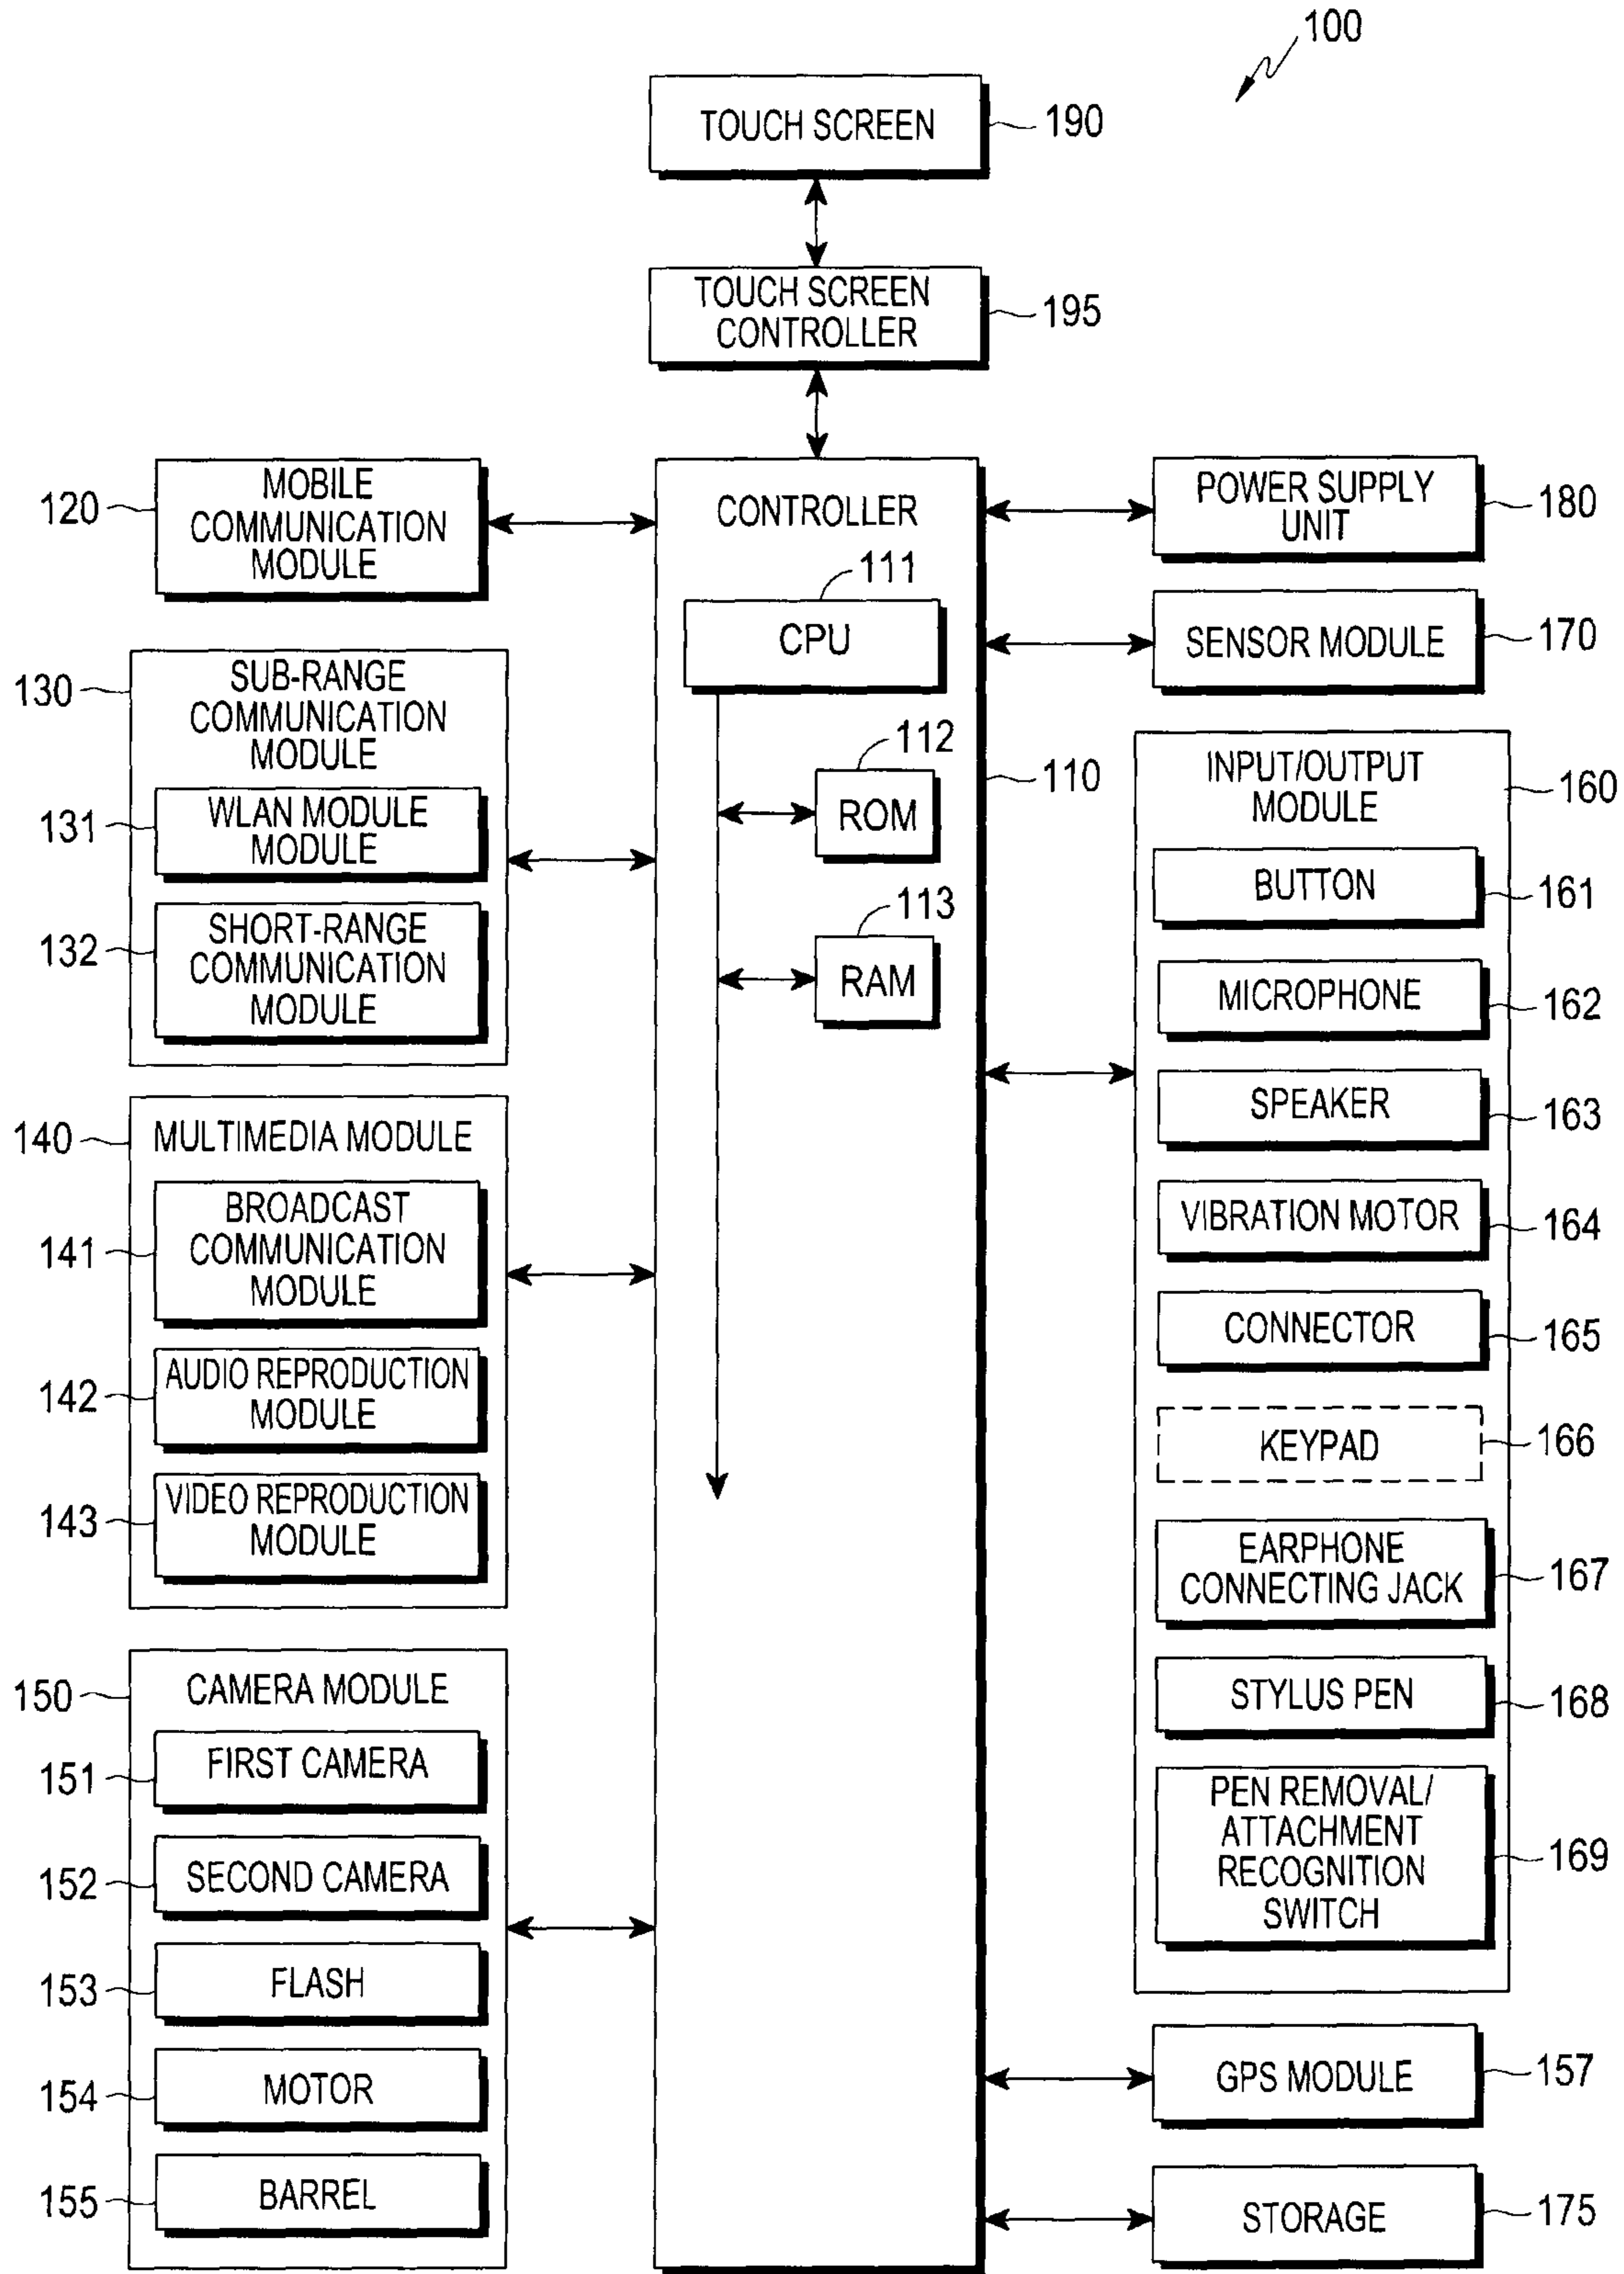 100
TOUCH SCREEN
190
TOUCH SCREEN
CONTROLLER
195
120
MOBILE
COMMUNICATION
MODULE
130
SUB-RANGE
COMMUNICATION
MODULE
131
WLAN MODULE
MODULE
132
SHORT-RANGE
COMMUNICATION
MODULE
140
MULTIMEDIA MODULE
141
BROADCAST
COMMUNICATION
MODULE
142
AUDIO REPRODUCTION
MODULE
143
VIDEO REPRODUCTION
MODULE
150
CAMERA MODULE
151
FIRST CAMERA
152
SECOND CAMERA
153
FLASH
154
MOTOR
155
BARREL
CONTROLLER
111
CPU
112
ROM
113
RAM
110
POWER SUPPLY
UNIT
180
SENSOR MODULE
170
INPUT/OUTPUT
MODULE
160
BUTTON
161
MICROPHONE
162
SPEAKER
163
VIBRATION MOTOR
164
CONNECTOR
165
KEYPAD
166
EARPHONE
CONNECTING JACK
167
STYLUS PEN
168
PEN REMOVAL/
ATTACHMENT
RECOGNITION
SWITCH
169
GPS MODULE
157
STORAGE
175